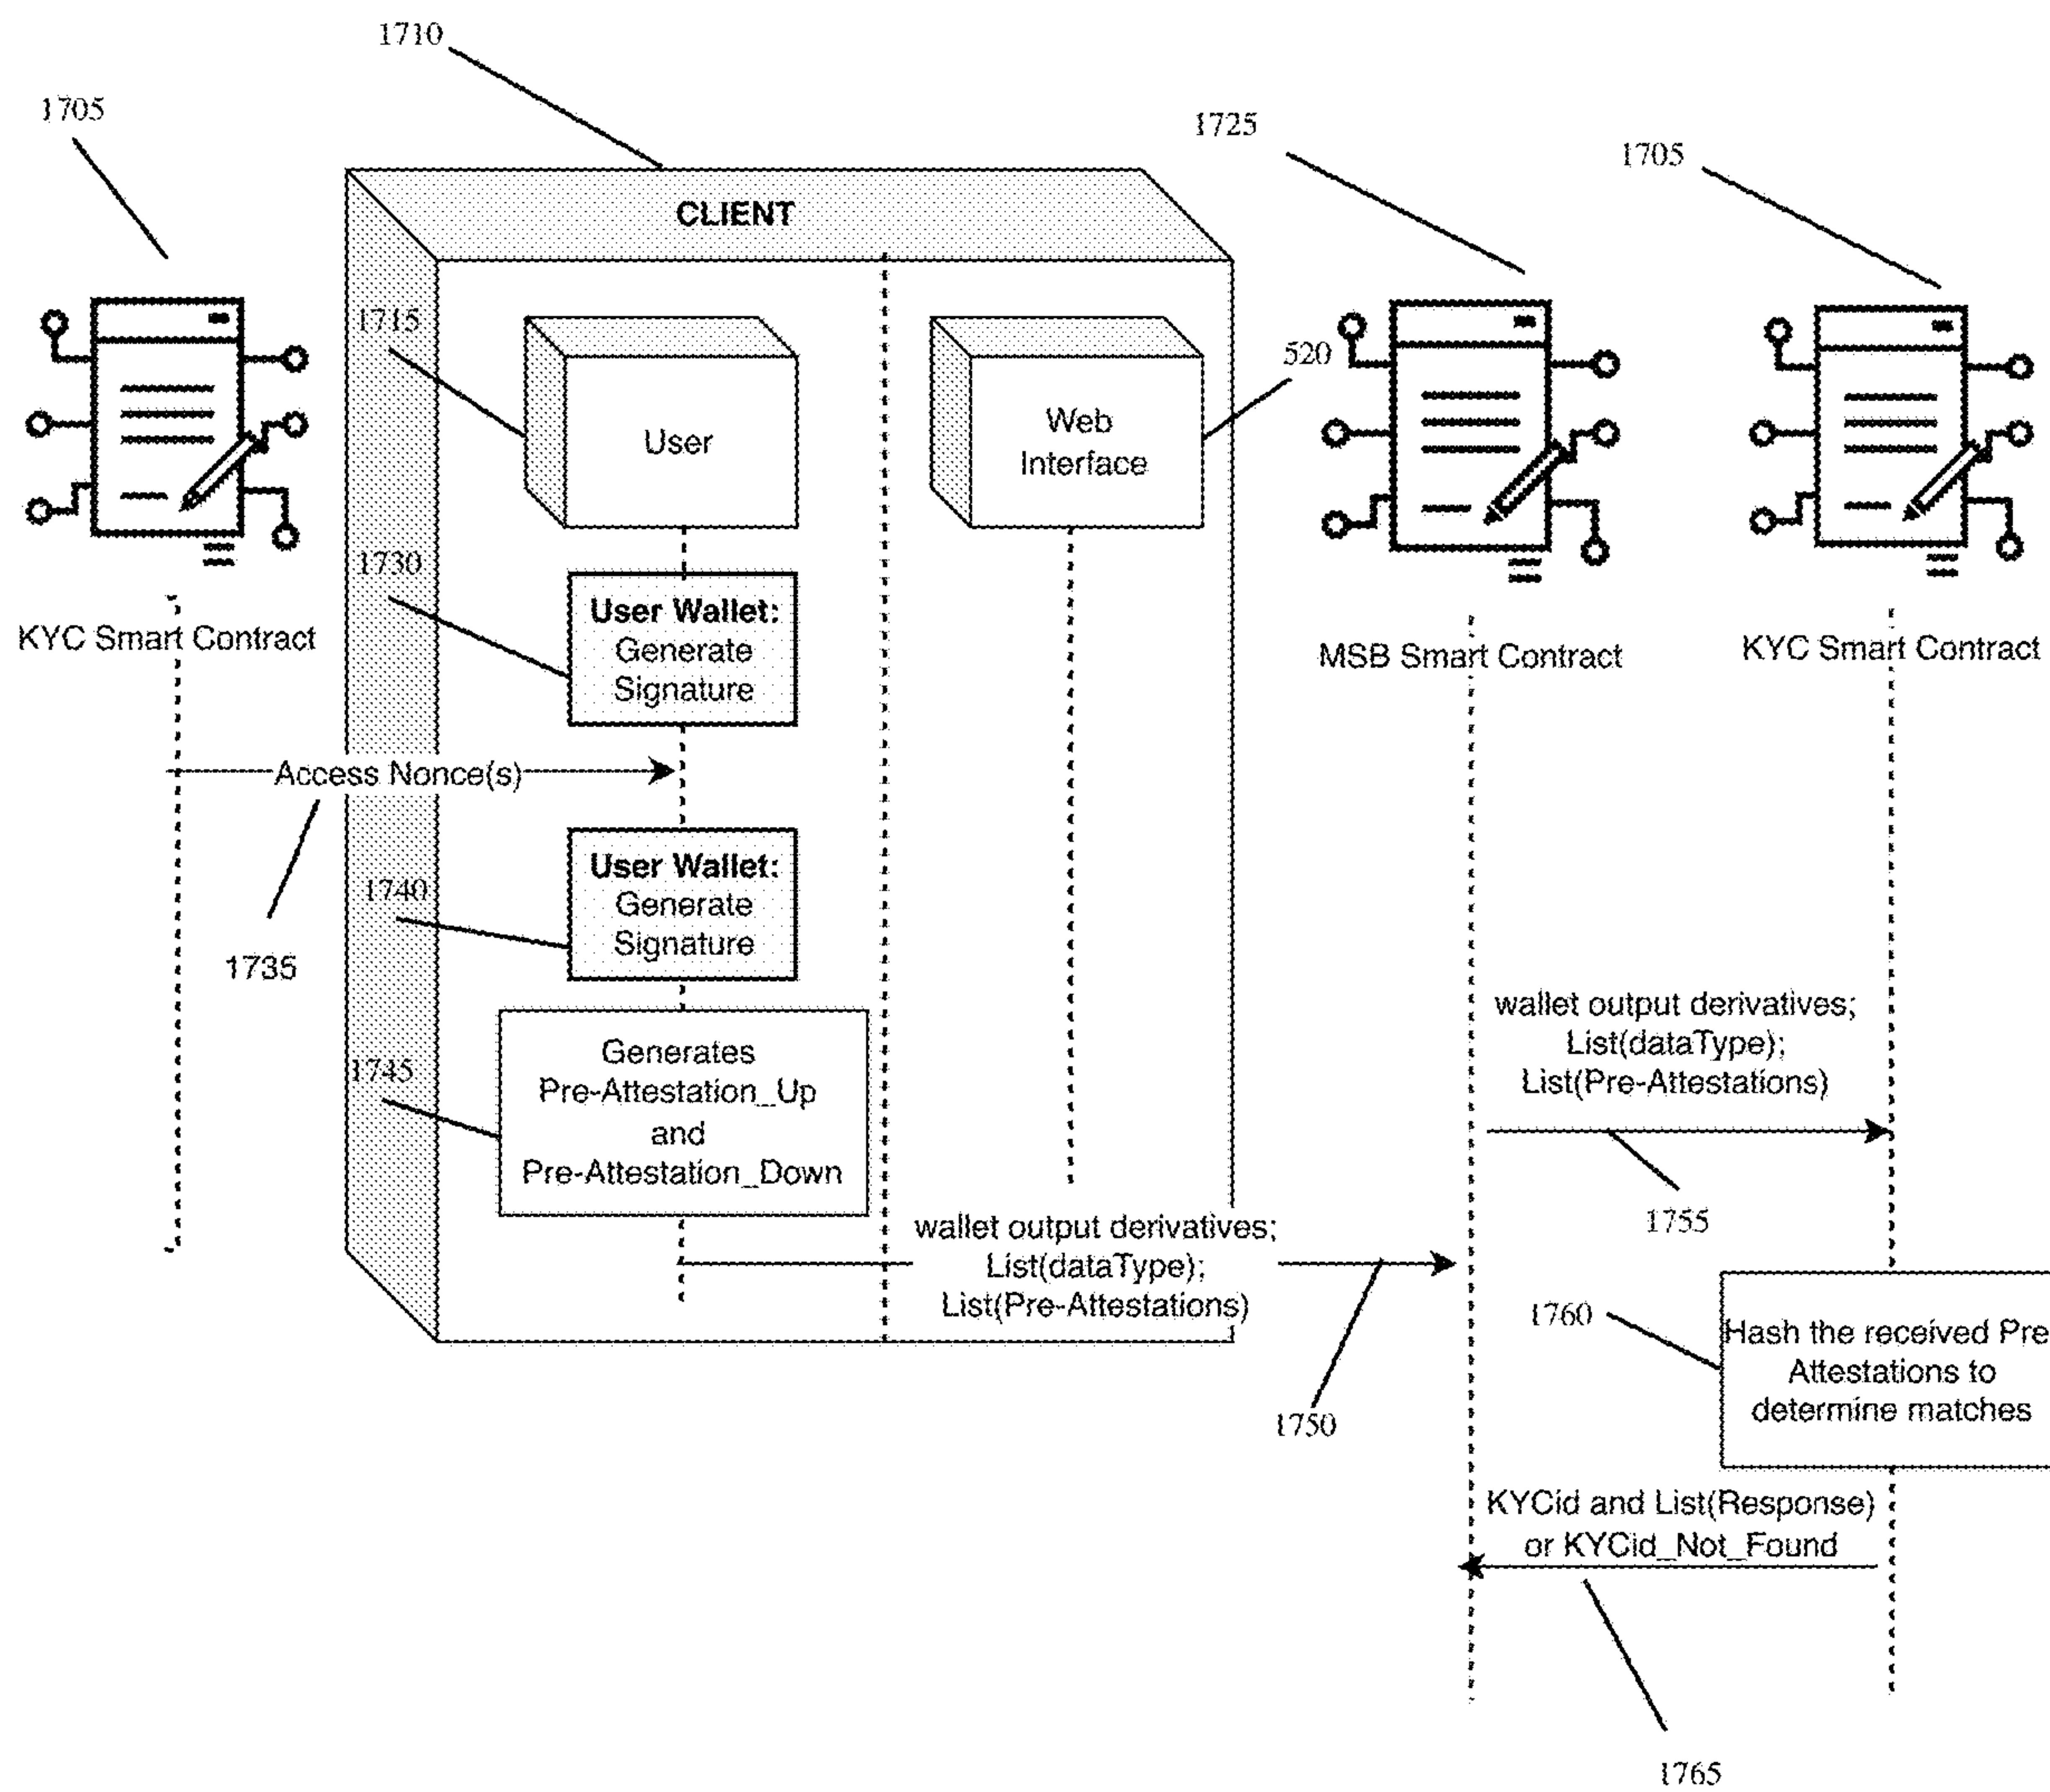 1710
1705
1725
1705
CLIENT
1715
User
Web
Interface
520
1730
User Wallet:
Generate
Signature
KYC Smart Contract
MSB Smart Contract
KYC Smart Contract
Access Nonce(s)
1735
1740
User Wallet:
Generate
Signature
1745
Generates
Pre-Attestation_Up
and
Pre-Attestation_Down
wallet output derivatives;
List(dataType);
List(Pre-Attestations)
1755
wallet output derivatives;
List(dataType);
List(Pre-Attestations)
1750
1760
Hash the received Pre
Attestations to
determine matches
KYCid and List(Response)
or KYCid_Not_Found
1765